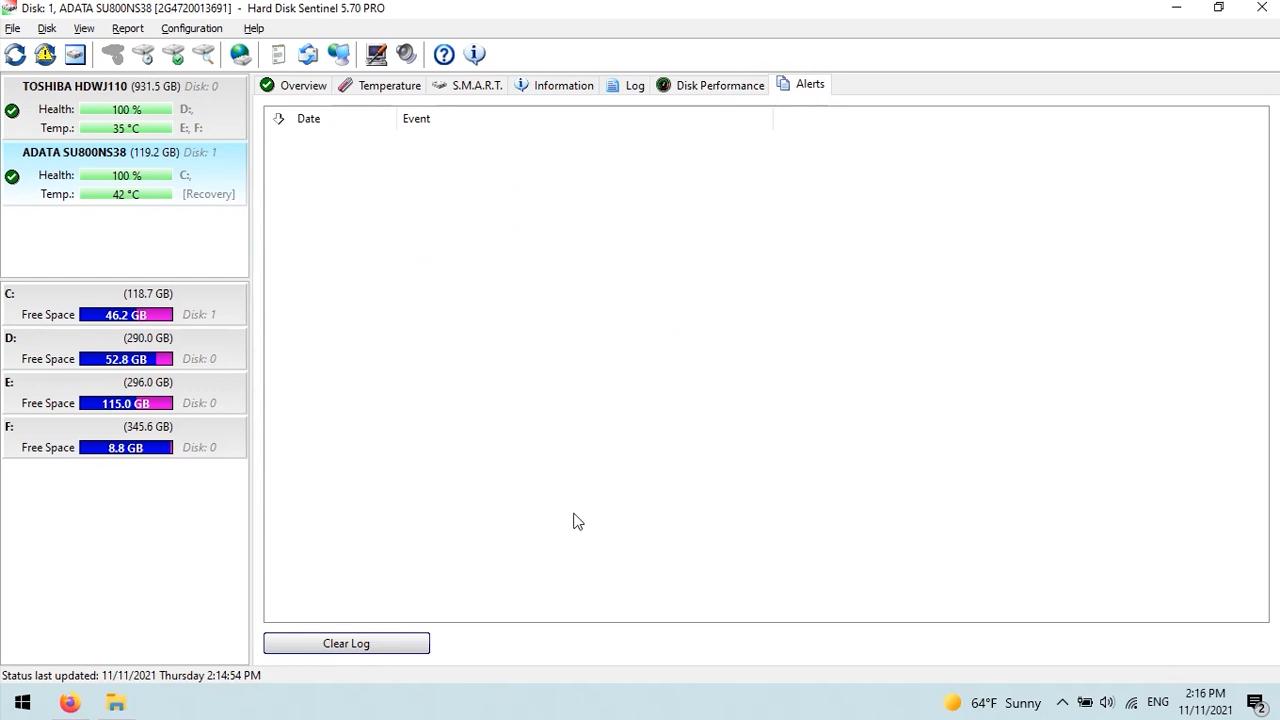 Disk: 1, ADATA SU800NS38 [2G4720013691] - Hard Disk Sentinel 5.70 PRO
File Disk View Report Configuration Help
TOSHIBA HDWJ110 (931.5 GB) Disk: 0
Health: 100 % D:,
Temp.: 35 °C E:, F:
ADATA SU800NS38 (119.2 GB) Disk: 1
Health: 100 % C:,
Temp.: 42 °C [Recovery]
C: (118.7 GB)
Free Space 46.2 GB Disk: 1
D: (290.0 GB)
Free Space 52.8 GB Disk: 0
E: (296.0 GB)
Free Space 115.0 GB Disk: 0
F: (345.6 GB)
Free Space 8.8 GB Disk: 0
Overview Temperature S.M.A.R.T. Information Log Disk Performance Alerts
Date Event
Clear Log
Status last updated: 11/11/2021 Thursday 2:14:54 PM
64°F Sunny ENG 2:16 PM
11/11/2021 2